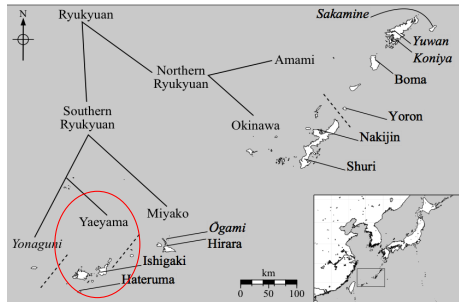 N
Ryukyuan
Sakamine
Yuwan
Koniya
Northern
Ryukyuan
Amami
Boma
Southern
Ryukyuan
Okinawa
Yoron
Nakijin
Shuri
Yaeyama
Miyako
Yonaguni
Ōgami
Hirara
Ishigaki
Hateruma
km
0 50 100